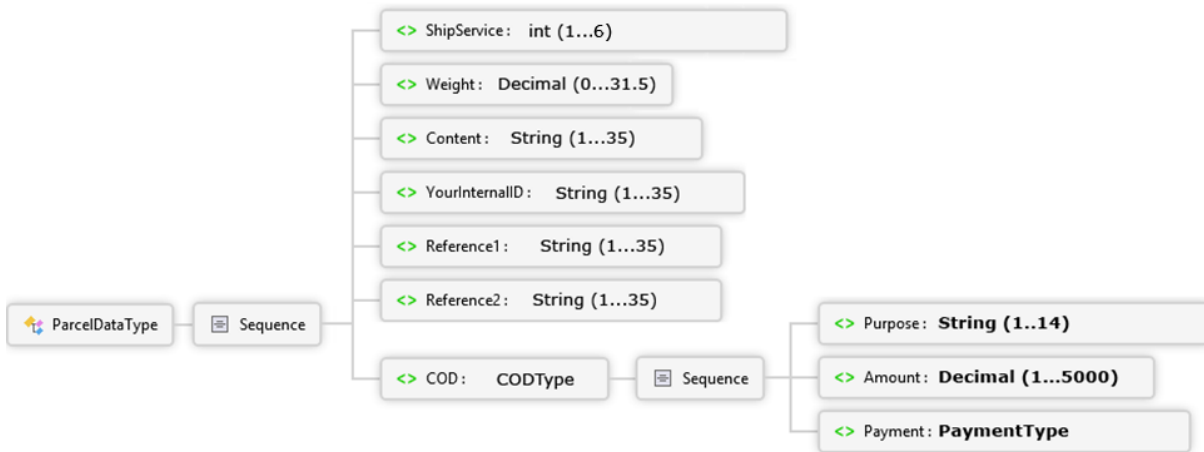 <> ShipService: int (1...6)
<> Weight: Decimal (0...31.5)
<> Content: String (1...35)
<> YourInternalID: String (1...35)
<> Reference1: String (1...35)
<> Reference2: String (1...35)
ParcelDataType
Sequence
<> COD: CODType
Sequence
<> Purpose: String (1..14)
<> Amount: Decimal (1...5000)
<> Payment: PaymentType